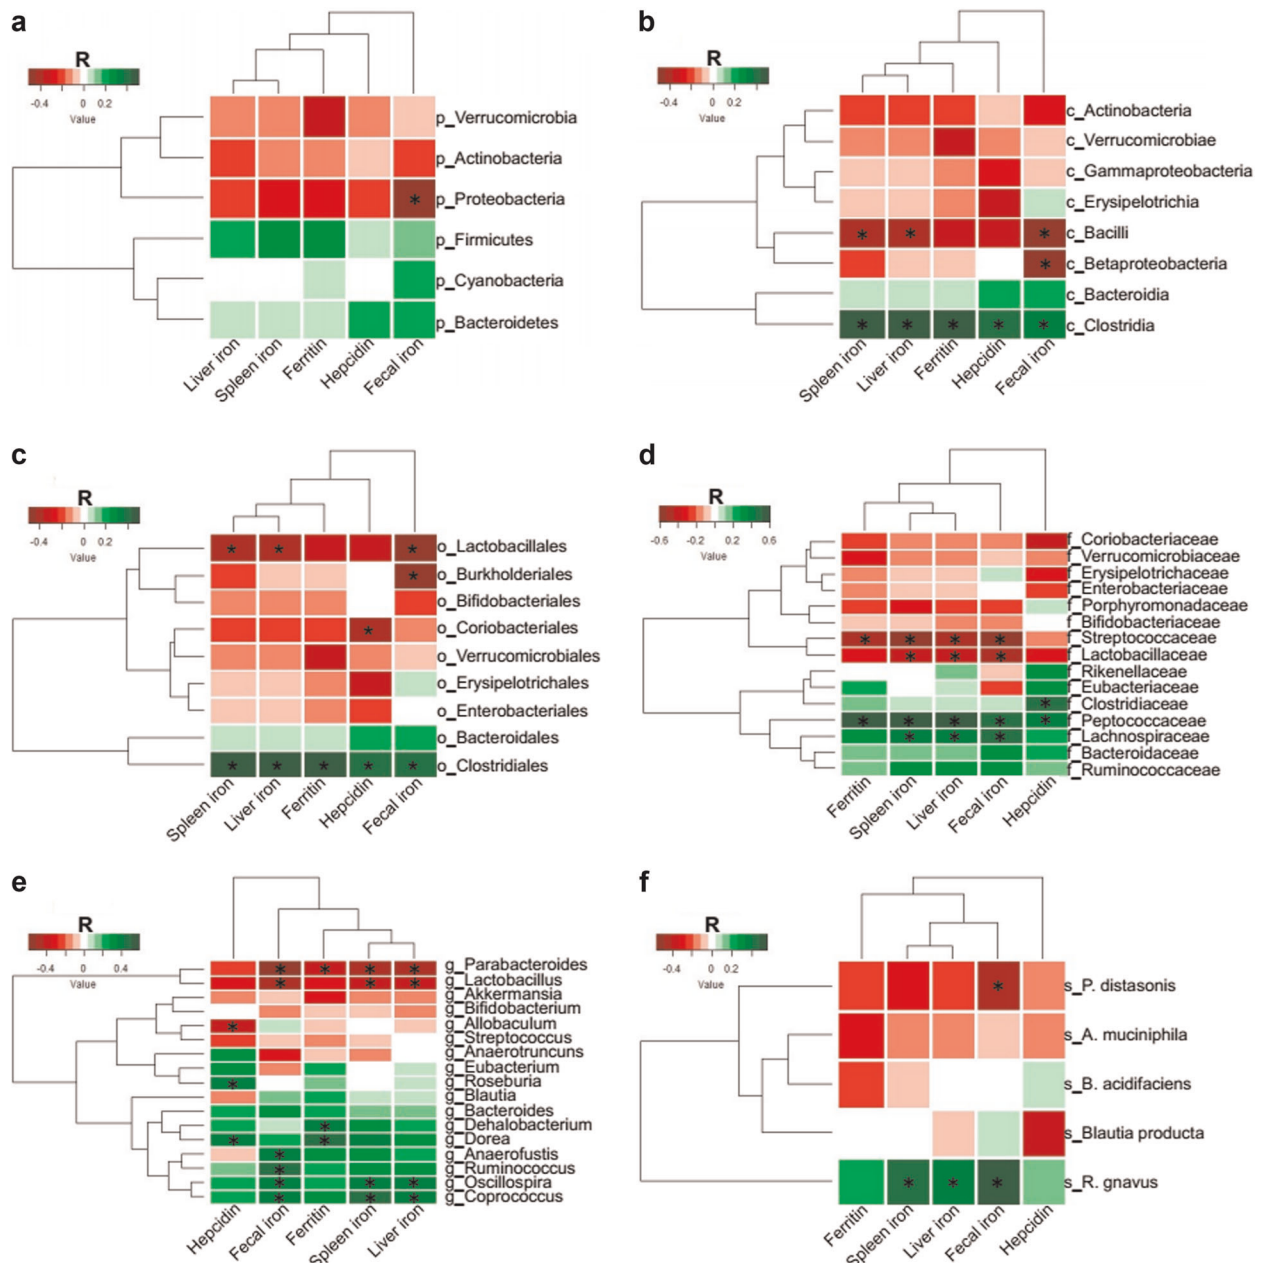 a
R
-0.4 0 0.2
Value
p_Verrucomicrobia
p_Actinobacteria
p_Proteobacteria
p_Firmicutes
p_Cyanobacteria
p_Bacteroidetes
Liver iron
Spleen iron
Ferritin
Hepcidin
Fecal iron
b
R
-0.4 0 0.2
Value
c_Actinobacteria
c_Verrucomicrobiae
c_Gammaproteobacteria
c_Erysipelotrichia
c_Bacilli
c_Betaproteobacteria
c_Bacteroidia
c_Clostridia
Spleen iron
Liver iron
Ferritin
Hepcidin
Fecal iron
c
R
-0.4 0 0.2
Value
o_Lactobacillales
o_Burkholderiales
o_Bifidobacteriales
o_Coriobacteriales
o_Verrucomicrobiales
o_Erysipelotrichales
o_Enterobacteriales
o_Bacteroidales
o_Clostridiales
Spleen iron
Liver iron
Ferritin
Hepcidin
Fecal iron
d
R
-0.6 -0.2 0.2 0.6
Value
f_Coriobacteriaceae
f_Verrucomicrobiaceae
f_Erysipelotrichaceae
f_Enterobacteriaceae
f_Porphyromonadaceae
f_Bifidobacteriaceae
f_Streptococcaceae
f_Lactobacillaceae
f_Rikenellaceae
f_Eubacteriaceae
f_Clostridiaceae
f_Peptococcaceae
f_Lachnospiraceae
f_Bacteroidaceae
f_Ruminococcaceae
Ferritin
Spleen iron
Liver iron
Fecal iron
Hepcidin
e
R
-0.4 0 0.4
Value
g_Parabacteroides
g_Lactobacillus
g_Akkermansia
g_Bifidobacterium
g_Allobaculum
g_Streptococcus
g_Anaerotruncuns
g_Eubacterium
g_Roseburia
g_Blautia
g_Bacteroides
g_Dehalobacterium
g_Dorea
g_Anaerofustis
g_Ruminococcus
g_Oscillospira
g_Coprococcus
Hepcidin
Fecal iron
Ferritin
Spleen iron
Liver iron
f
R
-0.4 0 0.2
Value
s_P. distasonis
s_A. muciniphila
s_B. acidifaciens
s_Blautia producta
s_R. gnavus
Ferritin
Spleen iron
Liver iron
Fecal iron
Hepcidin